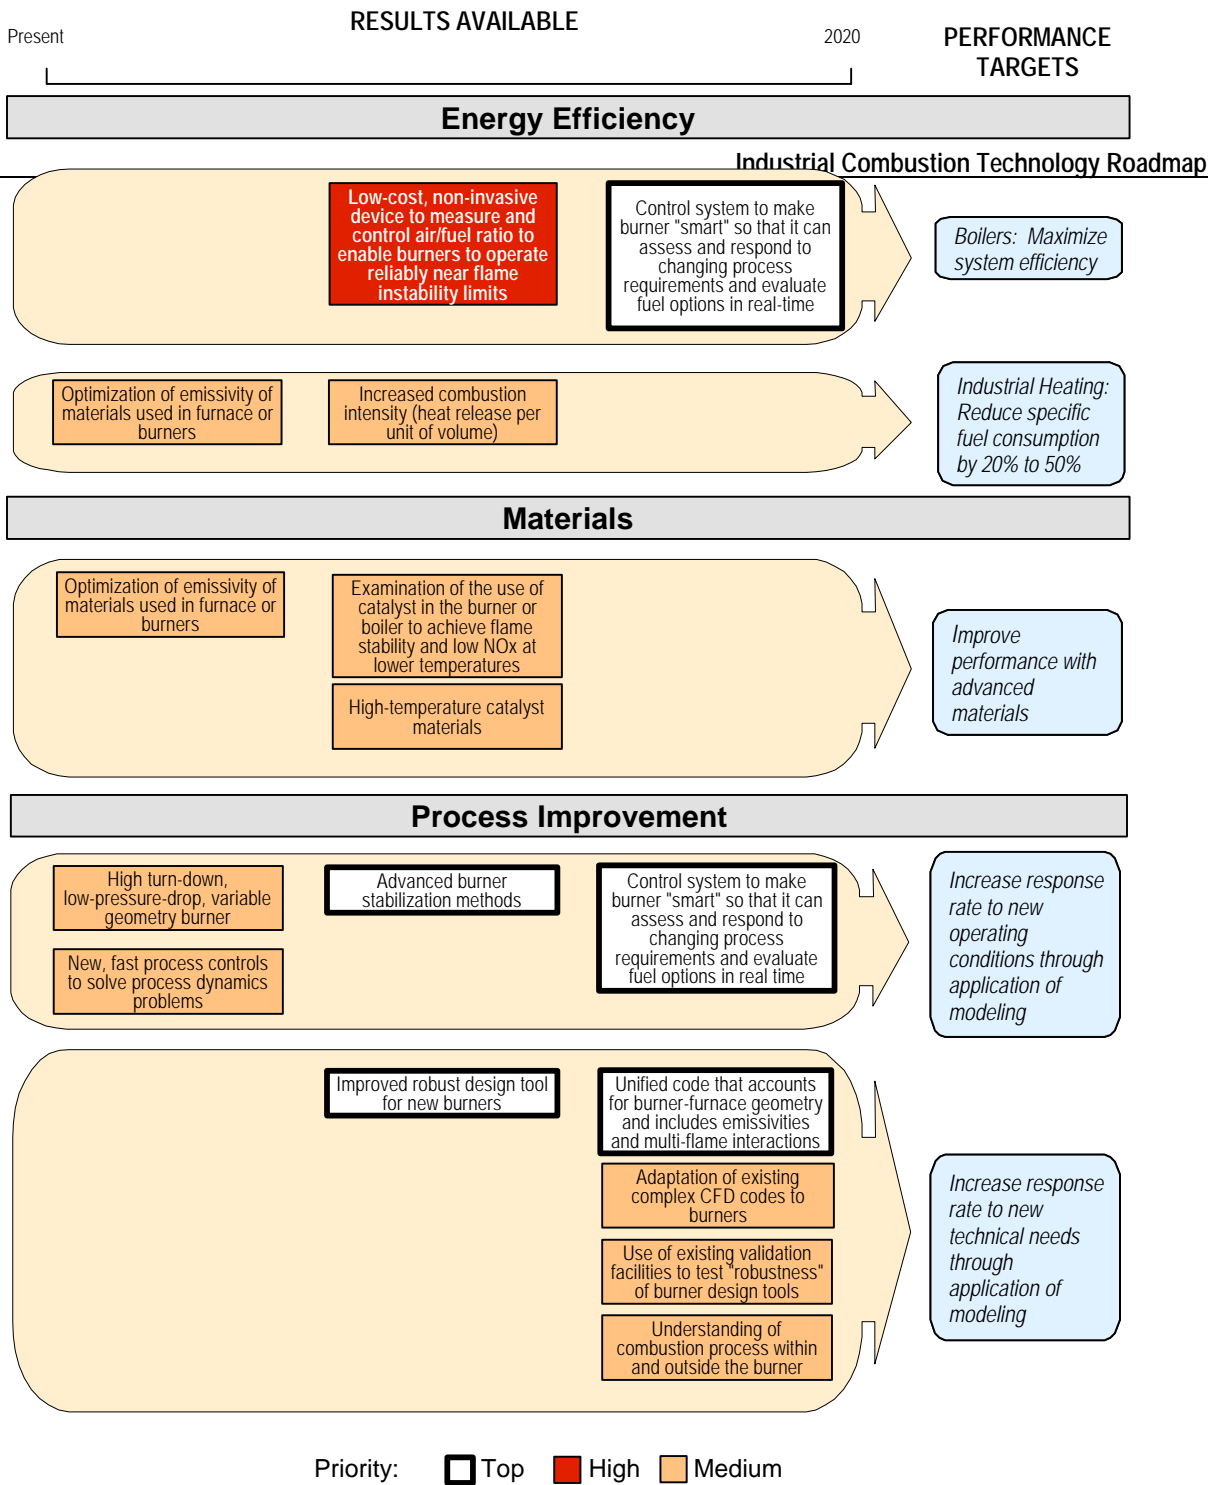 RESULTS AVAILABLE
Present
2020
PERFORMANCE
TARGETS
Energy Efficiency
Industrial Combustion Technology Roadmap
Low-cost, non-invasive
device to measure and
control air/fuel ratio to
enable burners to operate
reliably near flame
instability limits
Control system to make
burner "smart" so that it can
assess and respond to
changing process
requirements and evaluate
fuel options in real-time
Boilers: Maximize
system efficiency
Optimization of emissivity of
materials used in furnace or
burners
Increased combustion
intensity (heat release per
unit of volume)
Industrial Heating:
Reduce specific
fuel consumption
by 20% to 50%
Materials
Optimization of emissivity of
materials used in furnace or
burners
Examination of the use of
catalyst in the burner or
boiler to achieve flame
stability and low NOx at
lower temperatures
High-temperature catalyst
materials
Improve
performance with
advanced
materials
Process Improvement
High turn-down,
low-pressure-drop, variable
geometry burner
New, fast process controls
to solve process dynamics
problems
Advanced burner
stabilization methods
Control system to make
burner "smart" so that it can
assess and respond to
changing process
requirements and evaluate
fuel options in real time
Increase response
rate to new
operating
conditions through
application of
modeling
Improved robust design tool
for new burners
Unified code that accounts
for burner-furnace geometry
and includes emissivities
and multi-flame interactions
Adaptation of existing
complex CFD codes to
burners
Use of existing validation
facilities to test "robustness"
of burner design tools
Understanding of
combustion process within
and outside the burner
Increase response
rate to new
technical needs
through
application of
modeling
Priority: Top High Medium